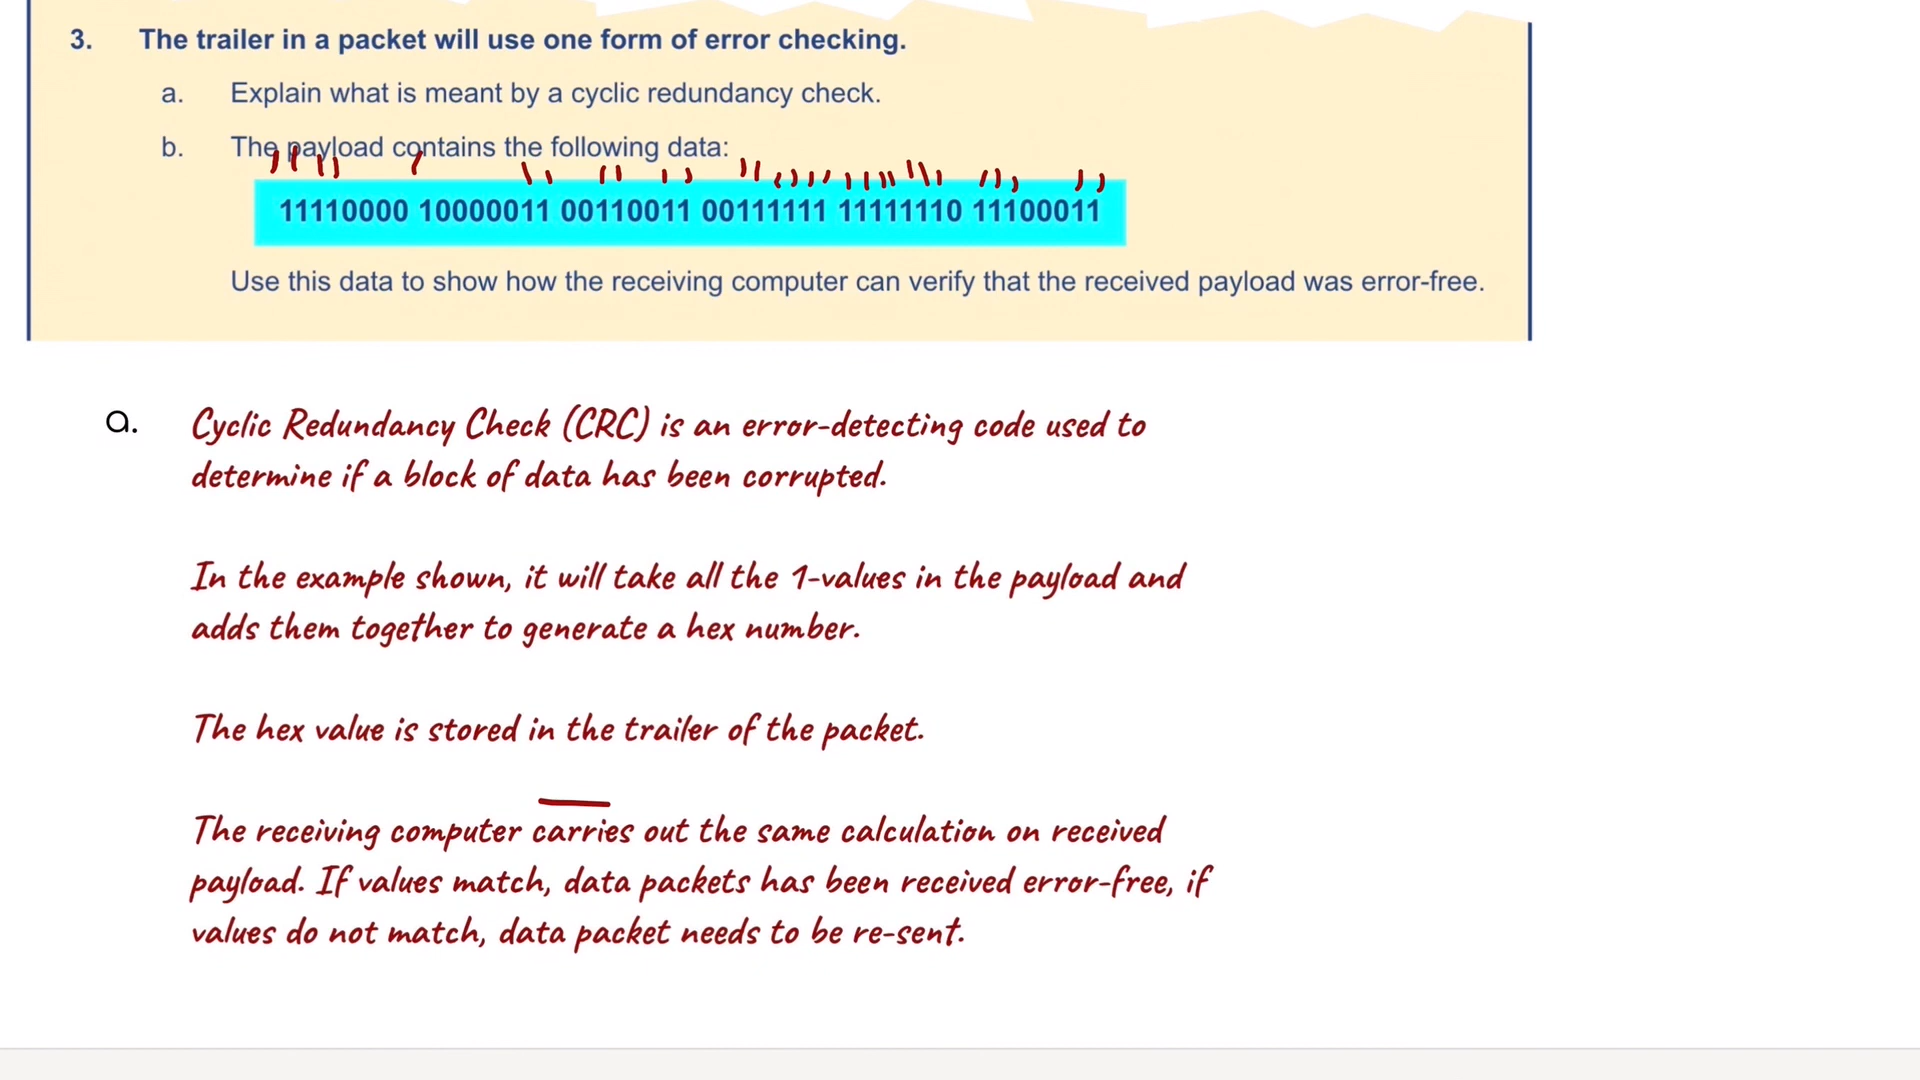 3. The trailer in a packet will use one form of error checking.
a. Explain what is meant by a cyclic redundancy check.
b. The payload contains the following data:
11110000 10000011 00110011 00111111 11111110 11100011
Use this data to show how the receiving computer can verify that the received payload was error-free.
a. Cyclic Redundancy Check (CRC) is an error-detecting code used to
determine if a block of data has been corrupted.
In the example shown, it will take all the 1-values in the payload and
adds them together to generate a hex number.
The hex value is stored in the trailer of the packet.
The receiving computer carries out the same calculation on received
payload. If values match, data packets has been received error-free, if
values do not match, data packet needs to be re-sent.